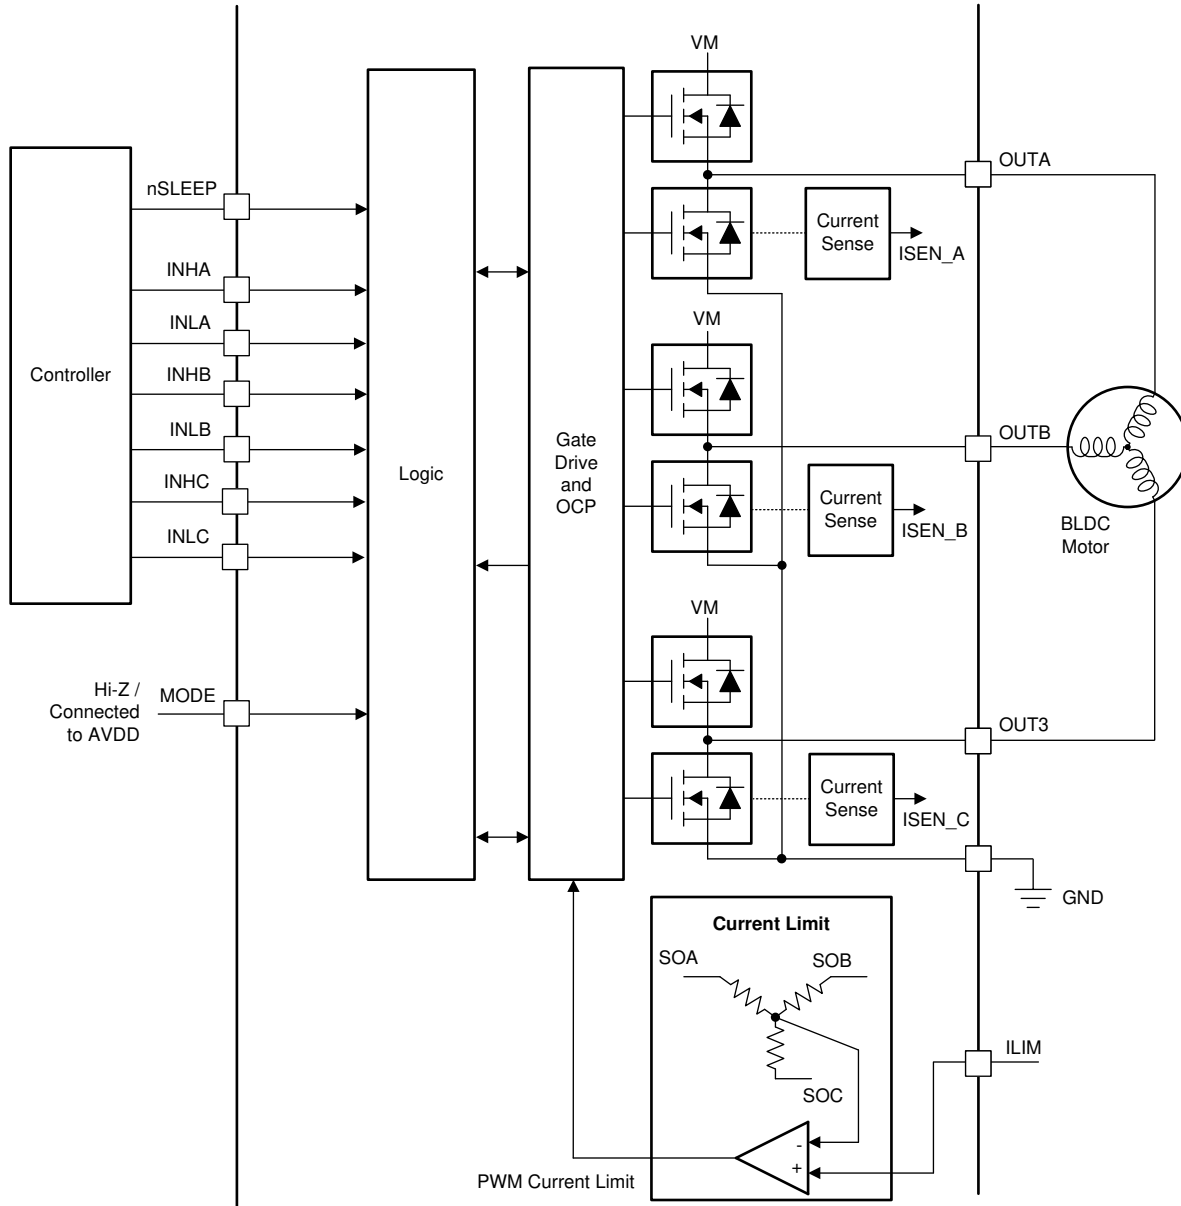 VM
OUTA
nSLEEP
Current
Sense
ISEN_A
INHA
INLA
VM
Controller
INHB
OUTB
INLB
Logic
Gate
Drive
and
OCP
Current
Sense
ISEN_B
INHC
INLC
BLDC
Motor
VM
Hi-Z /
Connected
to AVDD
MODE
OUT3
Current
Sense
ISEN_C
GND
Current Limit
SOA
SOB
SOC
ILIM
-
+
PWM Current Limit